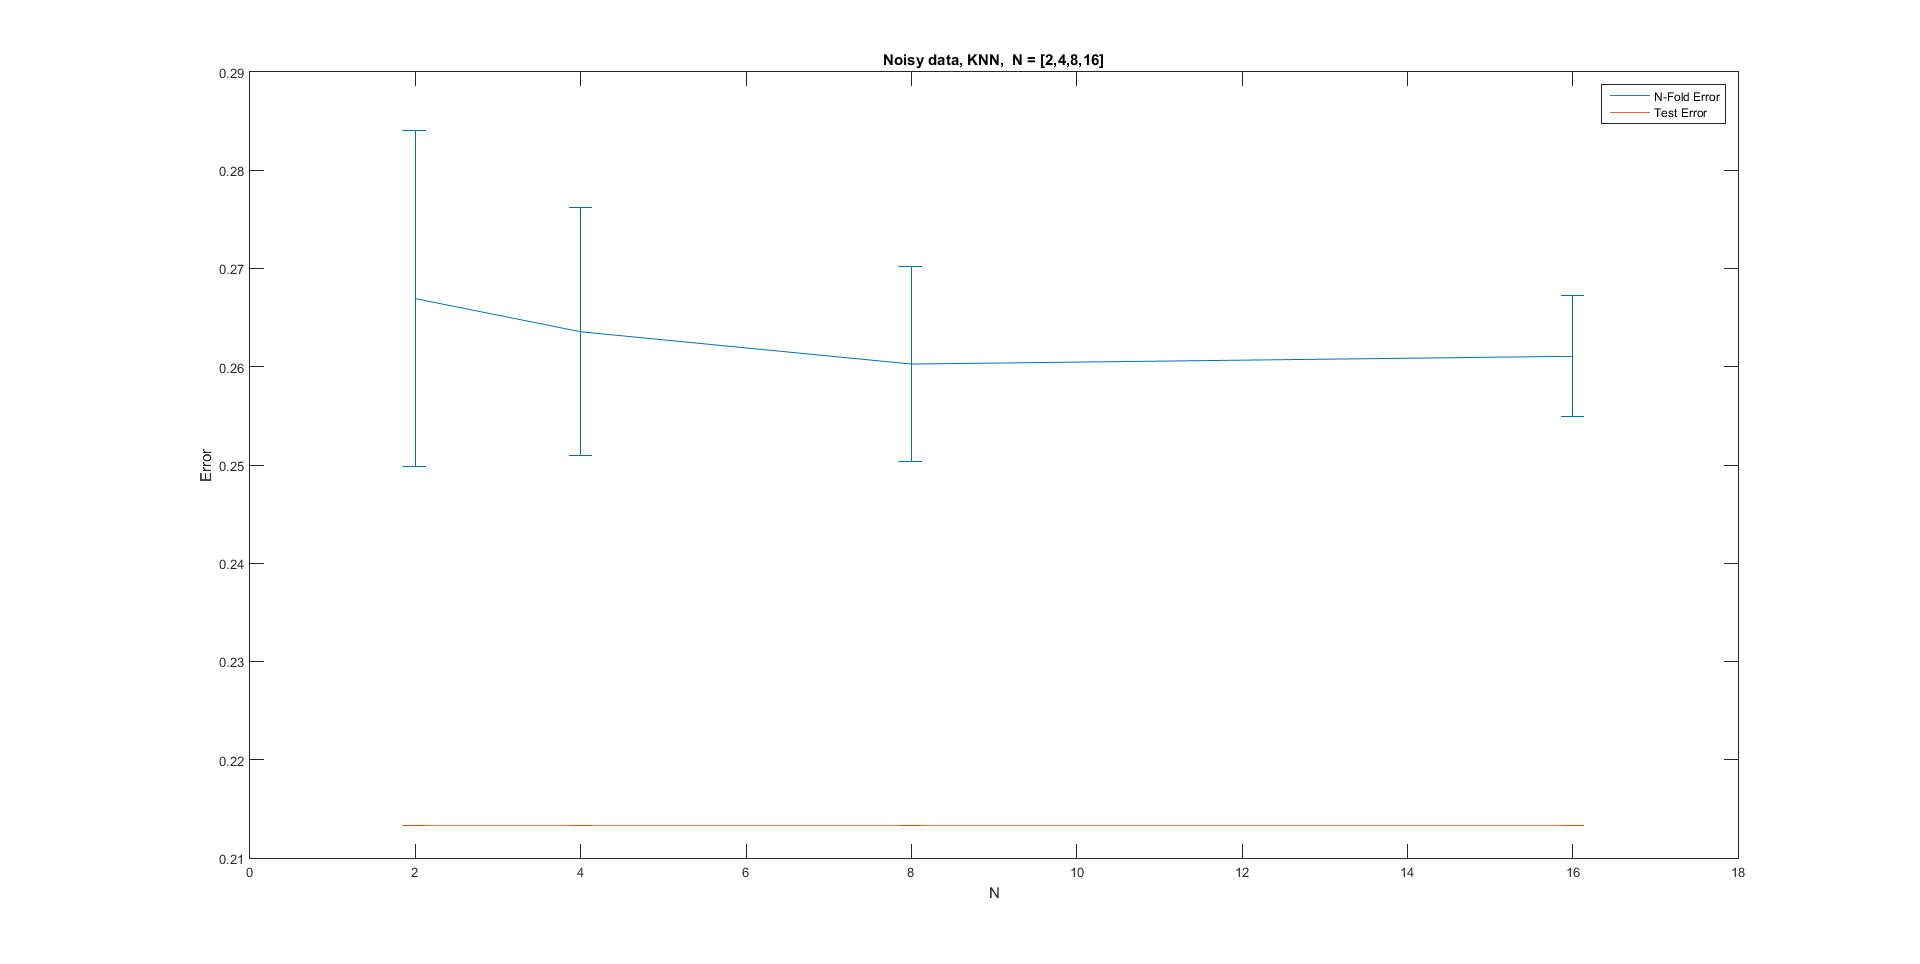 Noisy data, KNN,  N = [2,4,8,16]
N-Fold Error
Test Error
0.29
0.28
0.27
0.26
0.25
0.24
0.23
0.22
0.21
Error
0 2 4 6 8 10 12 14 16 18
N